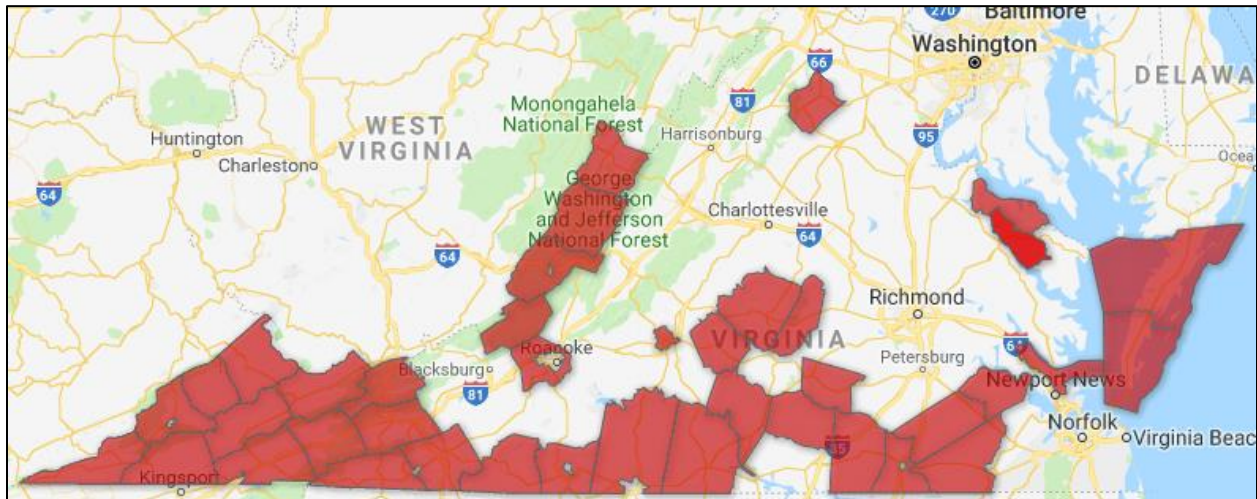 270
Baltimore
Washington
66
DELAWA
81
Monongahela
National Forest
Harrisonburg
95
Huntington
WEST
VIRGINIA
Charleston
Ocea
64
George
Washington
and Jefferson
National Forest
Charlottesville
64
64
Richmond
VIRGINIA
64
Roanoke
Blacksburg
Petersburg
81
Newport News
Norfolk
Virginia Beac
85
Kingsport